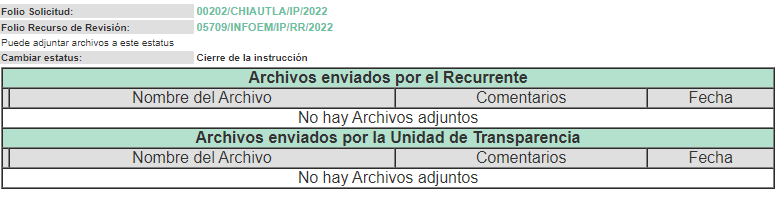 Folio Solicitud: 00202/CHIAUTLA/IP/2022
Folio Recurso de Revisión: 05709/INFOEM/IP/RR/2022
Puede adjuntar archivos a este estatus
Cambiar estatus: Cierre de la instrucción
Archivos enviados por el Recurrente
Nombre del Archivo Comentarios Fecha
No hay Archivos adjuntos
Archivos enviados por la Unidad de Transparencia
Nombre del Archivo Comentarios Fecha
No hay Archivos adjuntos